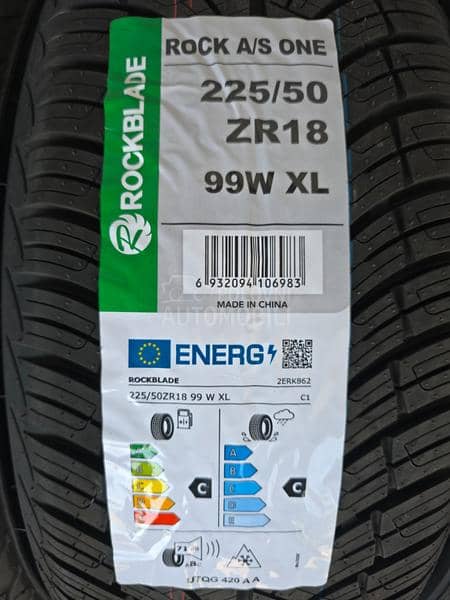 ROCKBLADE
ROCK A/S ONE
225/50
ZR18
99W XL
6 932094 106983
MADE IN CHINA
AUTOMOBILI
ENERG
ROCKBLADE 2ERK862
225/50ZR18 99 W XL C1
A
B
C
D
E
C
C
UTQG 420 A A